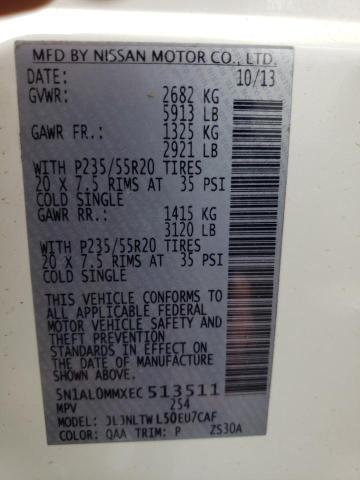 MFD BY NISSAN MOTOR CO., LTD.
DATE: 10/13
GVWR: 2682 KG
5913 LB
GAWR FR.: 1325 KG
2921 LB
WITH P235/55R20 TIRES
20 X 7.5 RIMS AT 35 PSI
COLD SINGLE
GAWR RR: 1415 KG
3120 LB
WITH P235/55R20 TIRES
20 X 7.5 RIMS AT 35 PSI
COLD SINGLE
THIS VEHICLE CONFORMS TO
ALL APPLICABLE FEDERAL
MOTOR VEHICLE SAFETY AND
THEFT PREVENTION
STANDARDS IN EFFECT ON
THE DATE OF MANUFACTURE
SHOWN ABOVE.
5N1AL0MMXEC 513511
MPV 2S4
MODEL: JLJNLTW L50EU7CAF
COLOR: QAA TRIM: P ZS30A